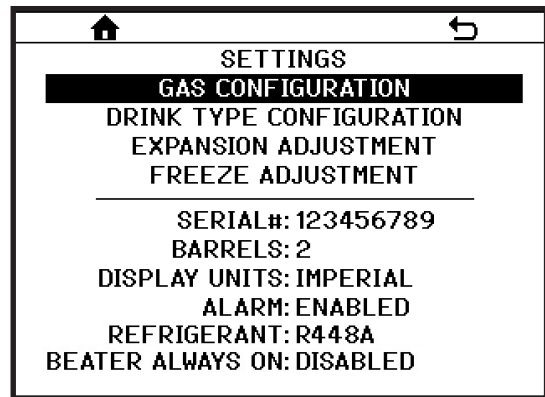 SETTINGS
GAS CONFIGURATION
DRINK TYPE CONFIGURATION
EXPANSION ADJUSTMENT
FREEZE ADJUSTMENT
SERIAL#: 123456789
BARRELS: 2
DISPLAY UNITS: IMPERIAL
ALARM: ENABLED
REFRIGERANT: R448A
BEATER ALWAYS ON: DISABLED